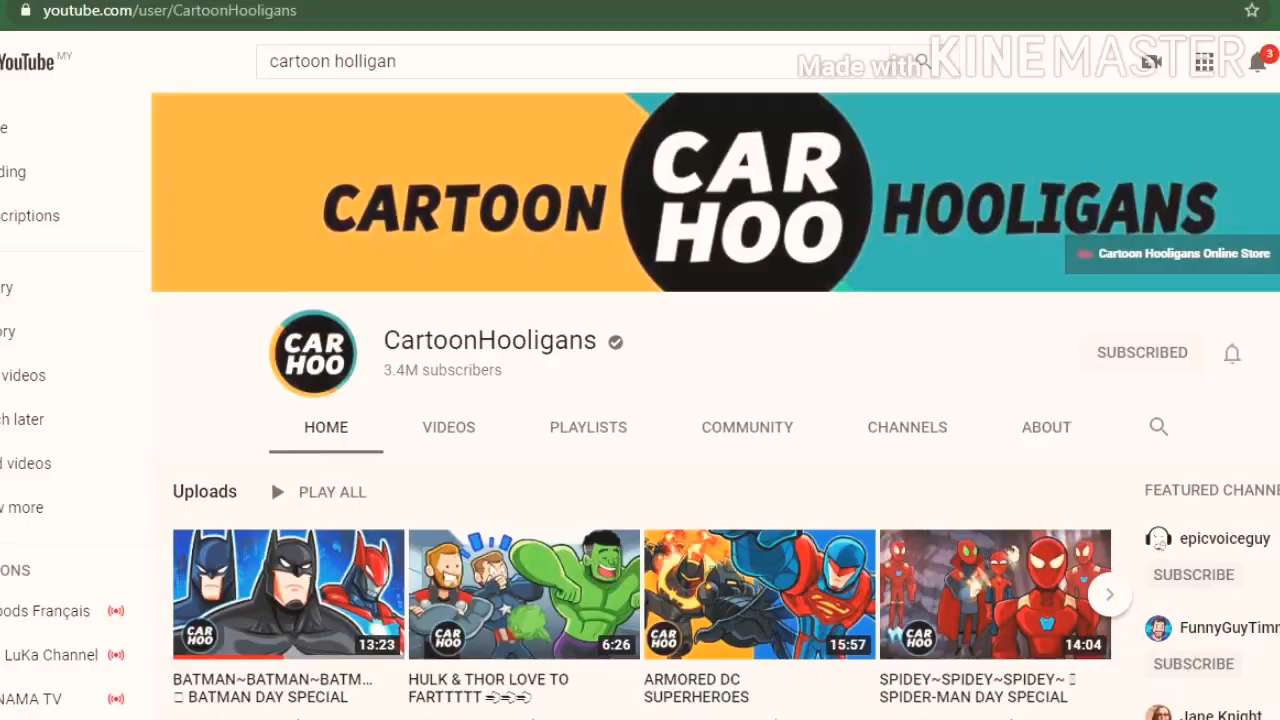 youtube.com/user/CartoonHooligans
YouTube MY
cartoon holligan
Made with KINEMASTER
3
CARTOON CAR HOO HOOLIGANS
Cartoon Hooligans Online Store
CAR
HOO
CartoonHooligans
3.4M subscribers
SUBSCRIBED
HOME VIDEOS PLAYLISTS COMMUNITY CHANNELS ABOUT
Uploads PLAY ALL
FEATURED CHANNE
CAR HOO 13:23
CAR HOO 6:26
CAR HOO 15:57
CAR HOO 14:04
BATMAN~BATMAN~BATM...
BATMAN DAY SPECIAL
HULK & THOR LOVE TO
FARTTTTT
ARMORED DC
SUPERHEROES
SPIDEY~SPIDEY~SPIDEY~
SPIDER-MAN DAY SPECIAL
epicvoiceguy
SUBSCRIBE
FunnyGuyTimm
SUBSCRIBE
Jane Knight
e
ding
criptions
ry
ory
videos
h later
d videos
w more
ONS
oods Français
LuKa Channel
NAMA TV